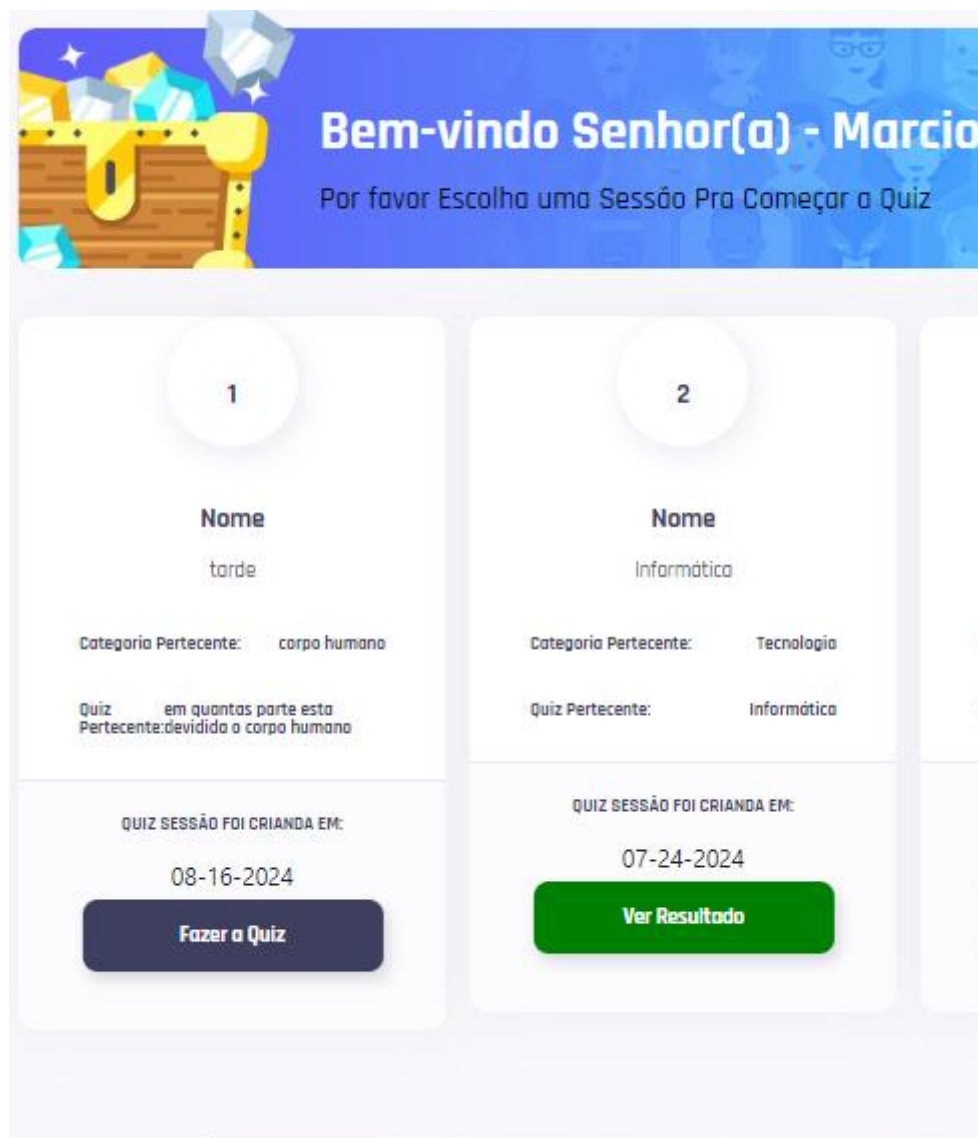 Bem-vindo Senhor(a) - Marcio
Por favor Escolha uma Sessão Pra Começar a Quiz
1
Nome
tarde
Categoria Pertecente: corpo humano
Quiz Pertecente: em quantas parte esta
devidido o corpo humano
QUIZ SESSÃO FOI CRIANDA EM:
08-16-2024
Fazer a Quiz
2
Nome
Informática
Categoria Pertecente: Tecnologia
Quiz Pertecente: Informática
QUIZ SESSÃO FOI CRIANDA EM:
07-24-2024
Ver Resultado